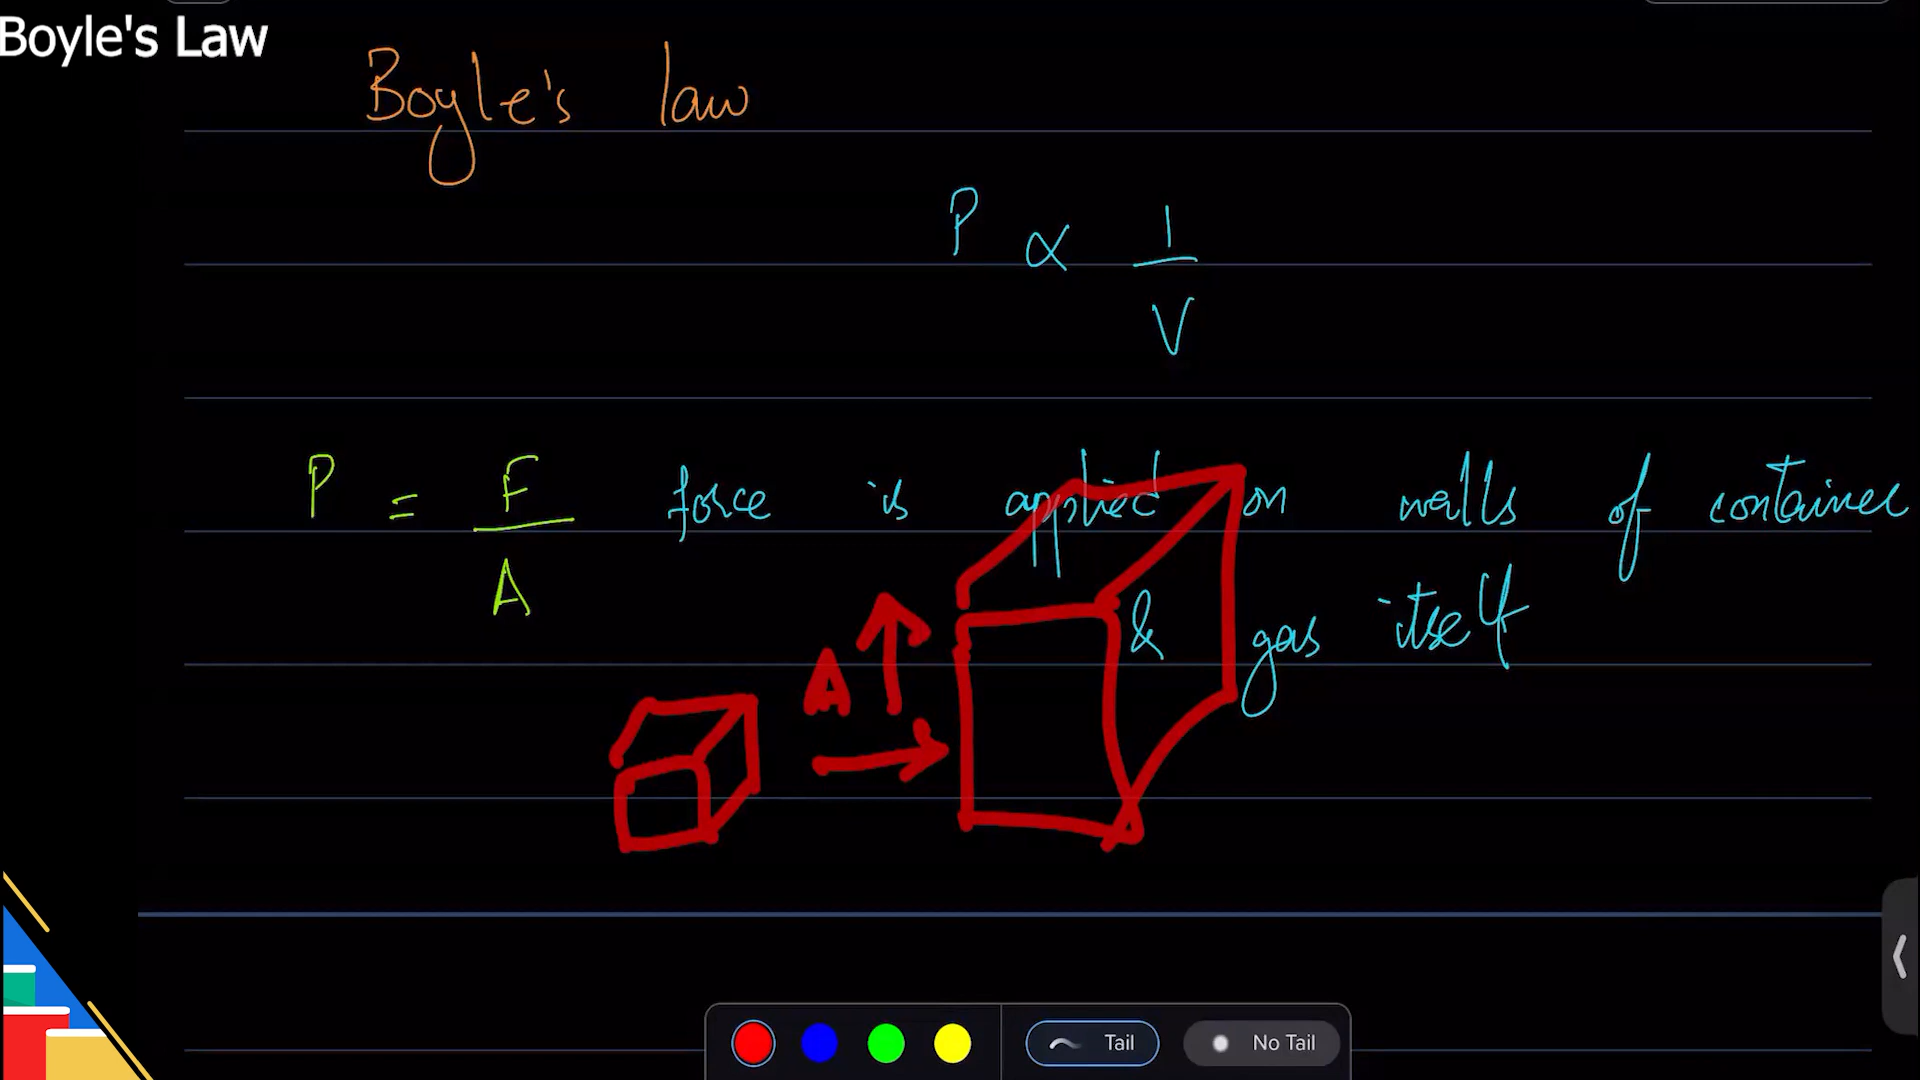 Boyle's Law
Boyle's law
P ∝ 1/V
P = F/A force is applied on walls of container
& gas itself
A ↑
→
Tail No Tail